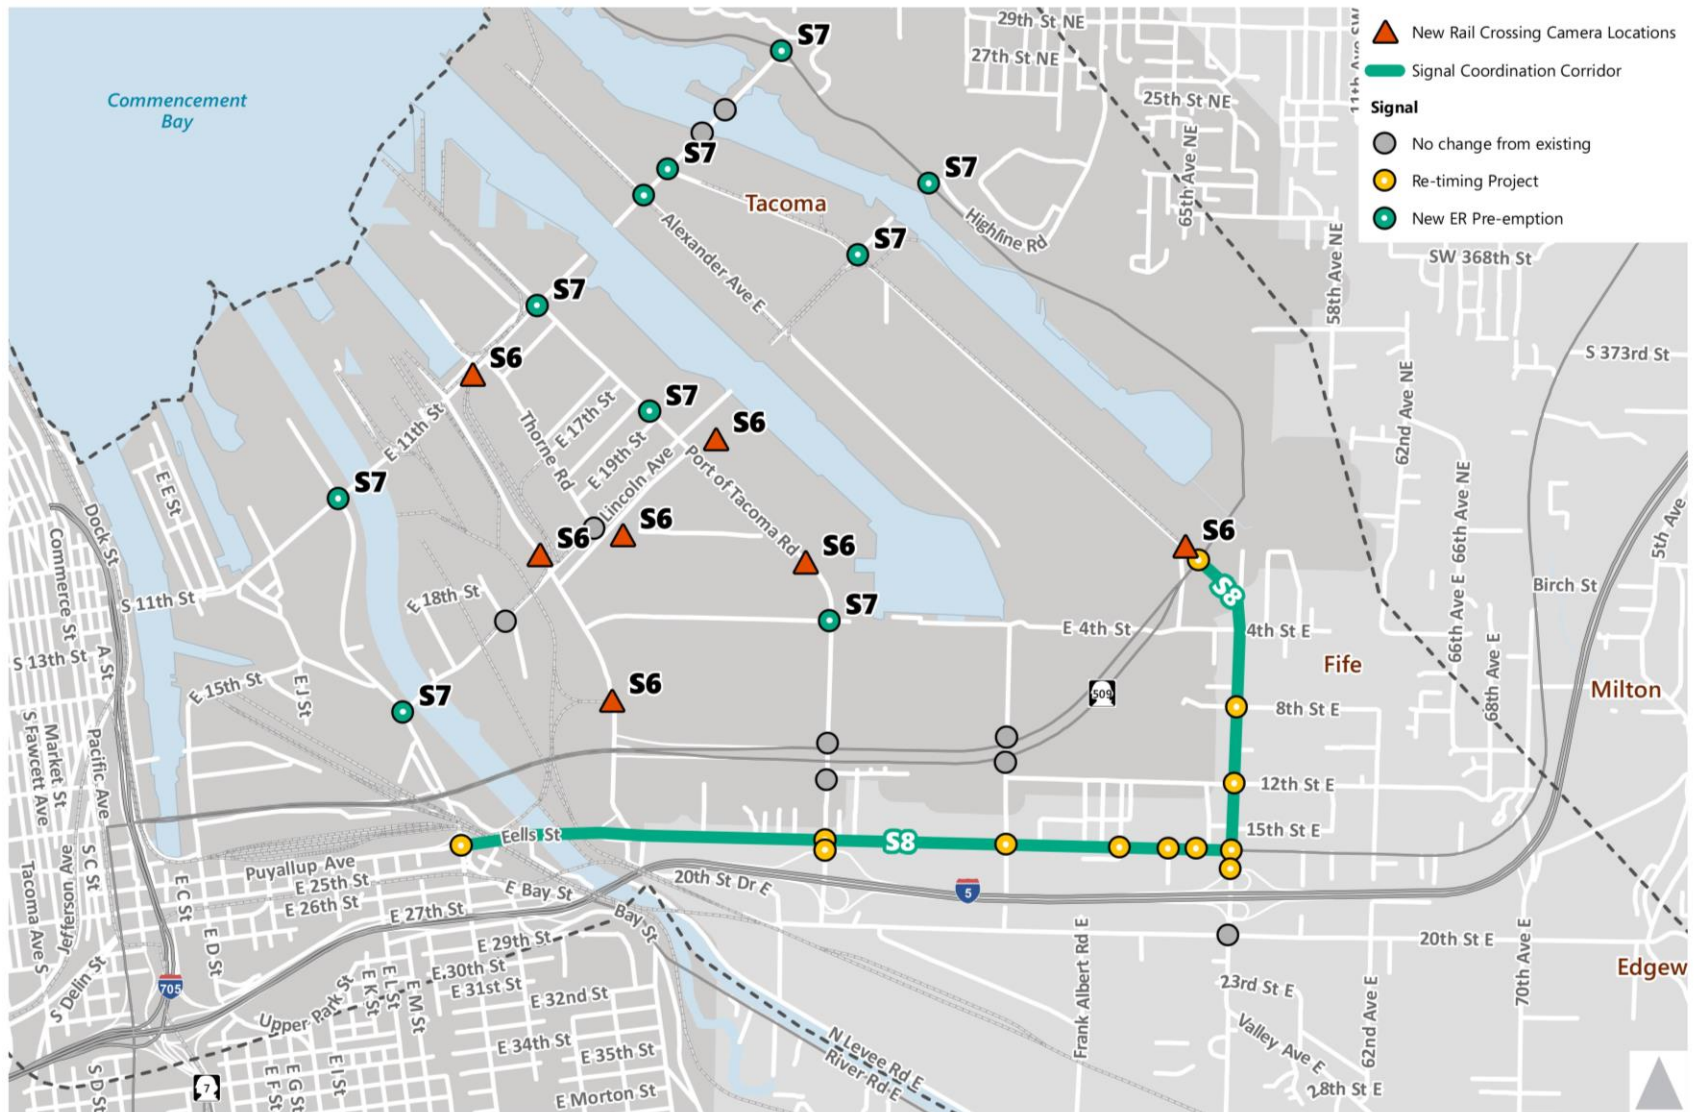 29th St NE
27th St NE
25th St NE
65th Ave NE
New Rail Crossing Camera Locations
Signal Coordination Corridor
Signal
No change from existing
Re-timing Project
New ER Pre-emption
Commencement
Bay
S7
S7
S7
S7
S7
S7
S7
S7
S7
S6
S6
S6
S6
S6
S6
S6
S8
S8
Tacoma
Highline Rd
Alexander Ave E
SW 368th St
58th Ave NE
S 373rd St
62nd Ave NE
66th Ave NE
5th Ave
Birch St
66th Ave E
68th Ave E
Milton
Fife
E 11th St
Thorne Rd
E 17th St
E 19th St
Lincoln Ave
Port of Tacoma Rd
E E St
Dock St
Commerce St
S 11th St
E 18th St
E 4th St
4th St E
509
8th St E
12th St E
15th St E
S 13th St
A St
E 15th St
E J St
Market St
S Fawcett Ave
Pacific Ave
Eells St
Puyallup Ave
E 25th St
E 26th St
E 27th St
E Bay St
Bay St
20th St Dr E
5
Tacoma Ave S
Jefferson Ave
S C St
E C St
E D St
E 29th St
E 30th St
E 31st St
E 32nd St
E 34th St
E 35th St
E Morton St
E K St
E L St
E M St
Upper Park St
S Delin St
705
7
S D St
E F St
E G St
E I St
Frank Albert Rd E
20th St E
23rd St E
Valley Ave E
62nd Ave E
70th Ave E
Edgew
28th St E
N Levee Rd E
River Rd E